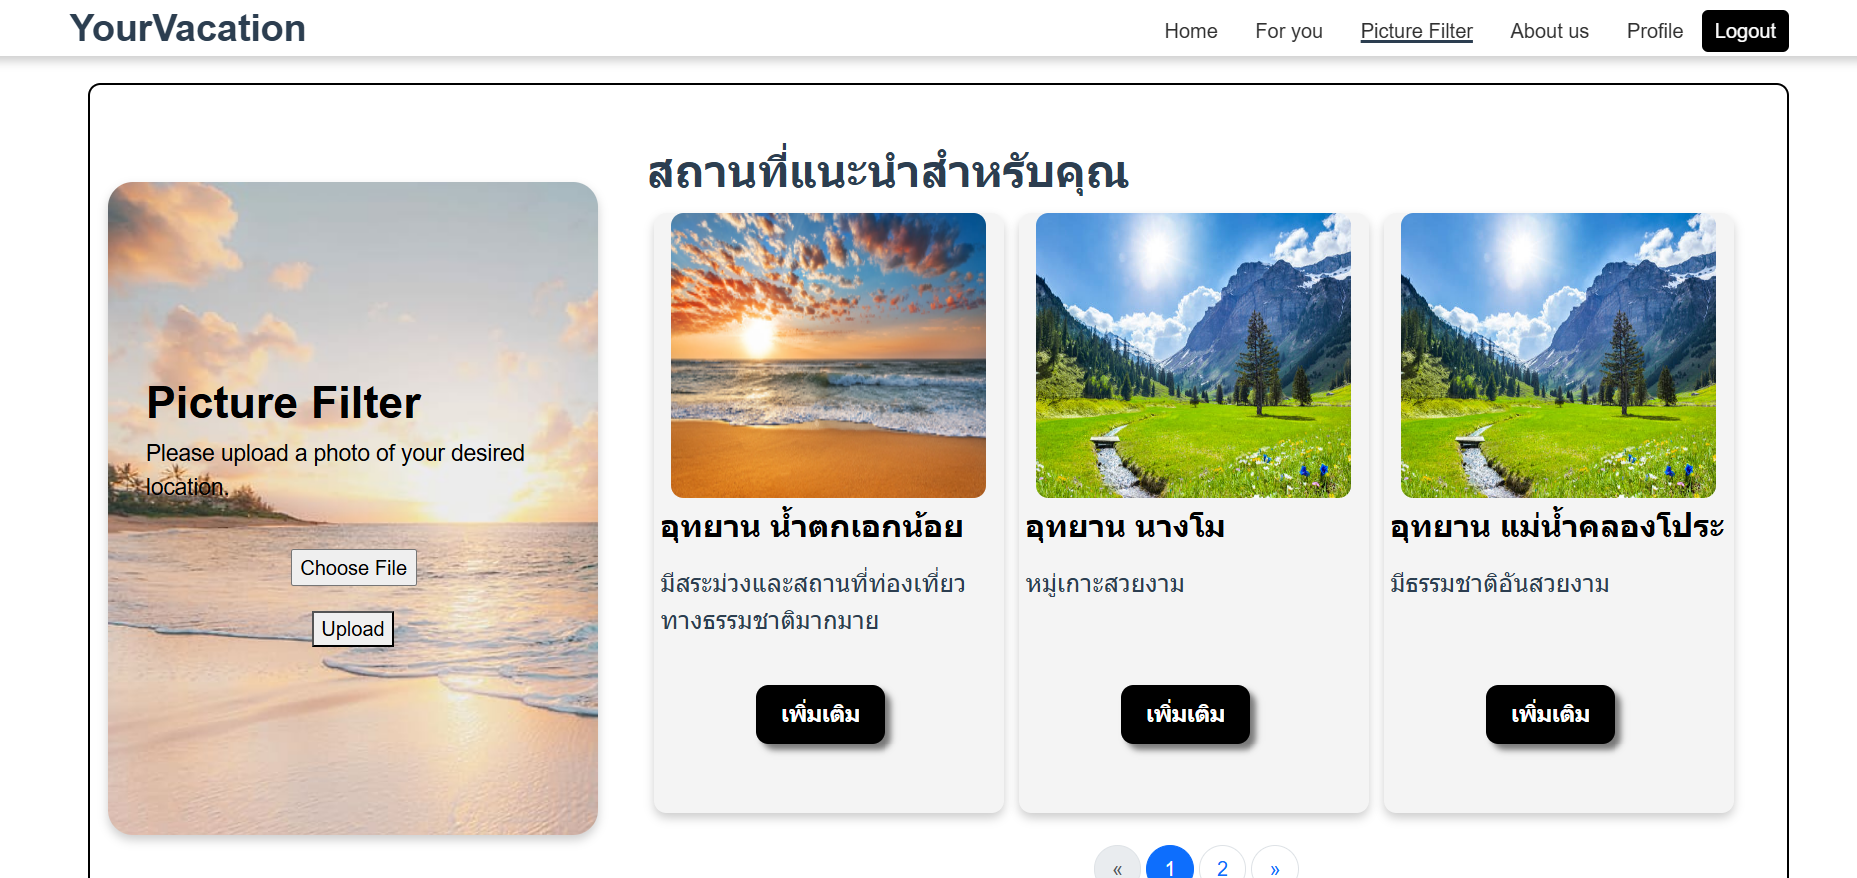 YourVacation
Home
For you
Picture Filter
About us
Profile
Logout
Picture Filter
Please upload a photo of your desired
location.
Choose File
Upload
สถานที่แนะนำสำหรับคุณ
อุทยาน น้ำตกเอกน้อย
มีสระม่วงและสถานที่ท่องเที่ยว
ทางธรรมชาติมากมาย
เพิ่มเติม
อุทยาน นางโม
หมู่เกาะสวยงาม
เพิ่มเติม
อุทยาน แม่น้ำคลองโประ
มีธรรมชาติอันสวยงาม
เพิ่มเติม
« 1 2 »